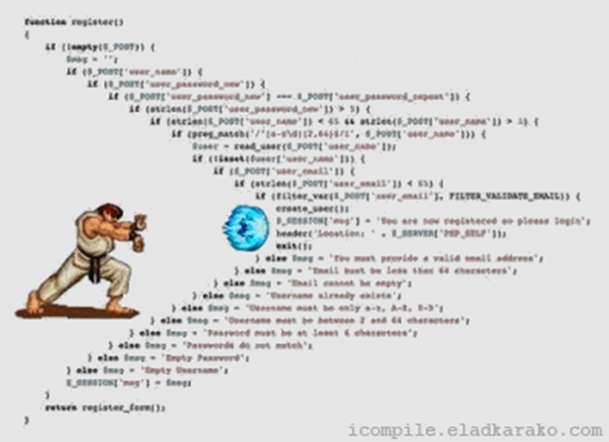 function register()
{
if (!empty($_POST)) {
$msg = '';
if ($_POST['user_name']) {
if ($_POST['user_password_new']) {
if ($_POST['user_password_new'] === $_POST['user_password_repeat']) {
if (strlen($_POST['user_password_new']) > 5) {
if (strlen($_POST['user_name']) < 65 && strlen($_POST['user_name']) > 1) {
if (preg_match('/^[a-z\d]{2,64}$/i', $_POST['user_name'])) {
$user = read_user($_POST['user_name']);
if (!isset($user['user_name'])) {
if ($_POST['user_email']) {
if (strlen($_POST['user_email']) < 65) {
if (filter_var($_POST['user_email'], FILTER_VALIDATE_EMAIL)) {
create_user();
$_SESSION['msg'] = 'You are now registered so please login';
header('Location: ' . $_SERVER['PHP_SELF']);
exit();
} else $msg = 'You must provide a valid email address';
} else $msg = 'Email must be less than 64 characters';
} else $msg = 'Email cannot be empty';
} else $msg = 'Username already exists';
} else $msg = 'Username must be only a-z, A-Z, 0-9';
} else $msg = 'Username must be between 2 and 64 characters';
} else $msg = 'Password must be at least 6 characters';
} else $msg = 'Passwords do not match';
} else $msg = 'Empty Password';
} else $msg = 'Empty Username';
$_SESSION['msg'] = $msg;
}
return register_form();
}
icompile.eladkarako.com